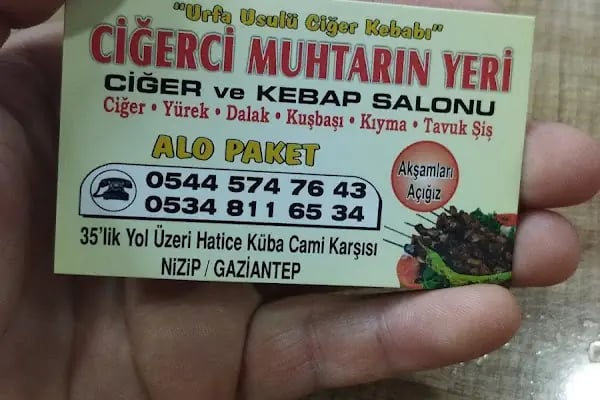 "Urfa Usulü Ciğer Kebabı"
CİĞERCİ MUHTARIN YERİ
CİĞER ve KEBAP SALONU
Ciğer • Yürek • Dalak • Kuşbaşı • Kıyma • Tavuk Şiş
ALO PAKET
0544 574 76 43
0534 811 65 34
Akşamları
Açığız
35'lik Yol Üzeri Hatice Küba Cami Karşısı
NİZİP / GAZİANTEP